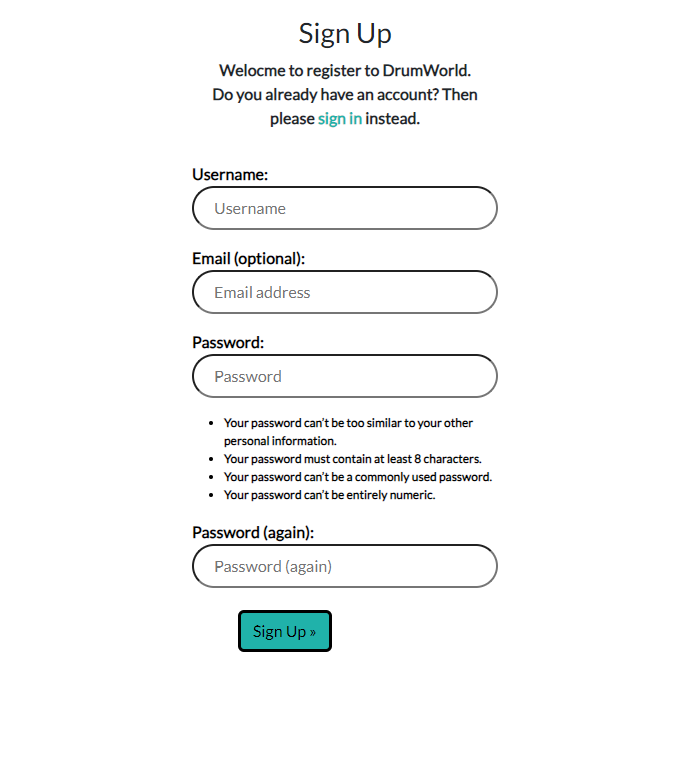 Sign Up
Welocme to register to DrumWorld.
Do you already have an account? Then
please sign in instead.
Username:
Username
Email (optional):
Email address
Password:
Password
• Your password can't be too similar to your other
personal information.
• Your password must contain at least 8 characters.
• Your password can't be a commonly used password.
• Your password can't be entirely numeric.
Password (again):
Password (again)
Sign Up »